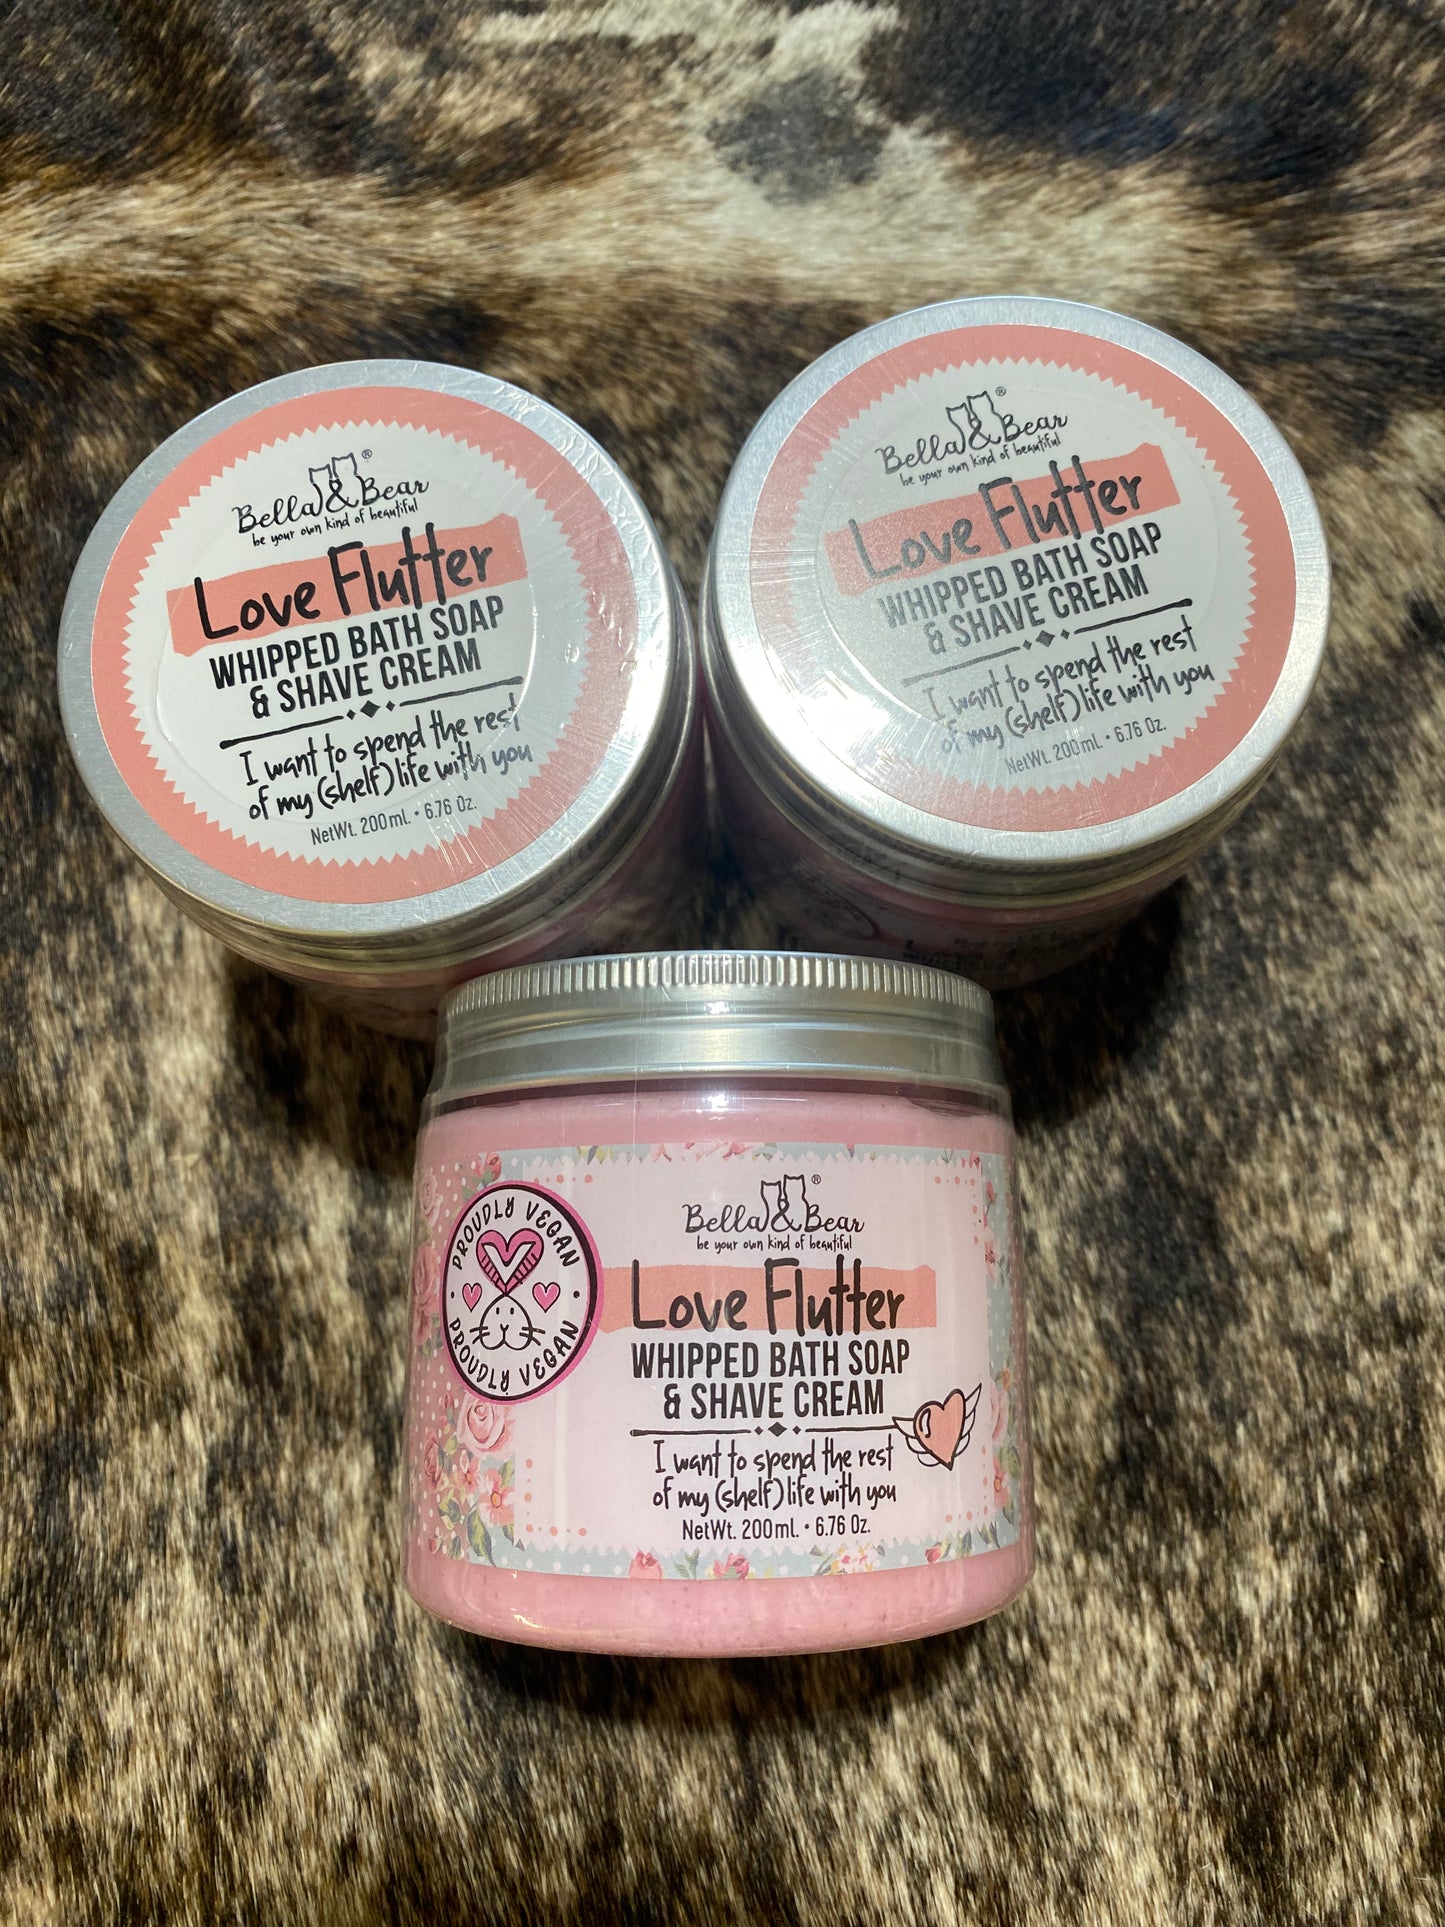 Bella & Bear®
be your own kind of beautiful
Love Flutter
WHIPPED BATH SOAP
& SHAVE CREAM
I want to spend the rest
of my (shelf) life with you
NetWt. 200ml. • 6.76 Oz.
Bella & Bear®
be your own kind of beautiful
Love Flutter
WHIPPED BATH SOAP
& SHAVE CREAM
I want to spend the rest
of my (shelf) life with you
NetWt. 200ml. • 6.76 Oz.
PROUDLY VEGAN
PROUDLY VEGAN
Bella & Bear®
be your own kind of beautiful
Love Flutter
WHIPPED BATH SOAP
& SHAVE CREAM
I want to spend the rest
of my (shelf) life with you
NetWt. 200ml. • 6.76 Oz.